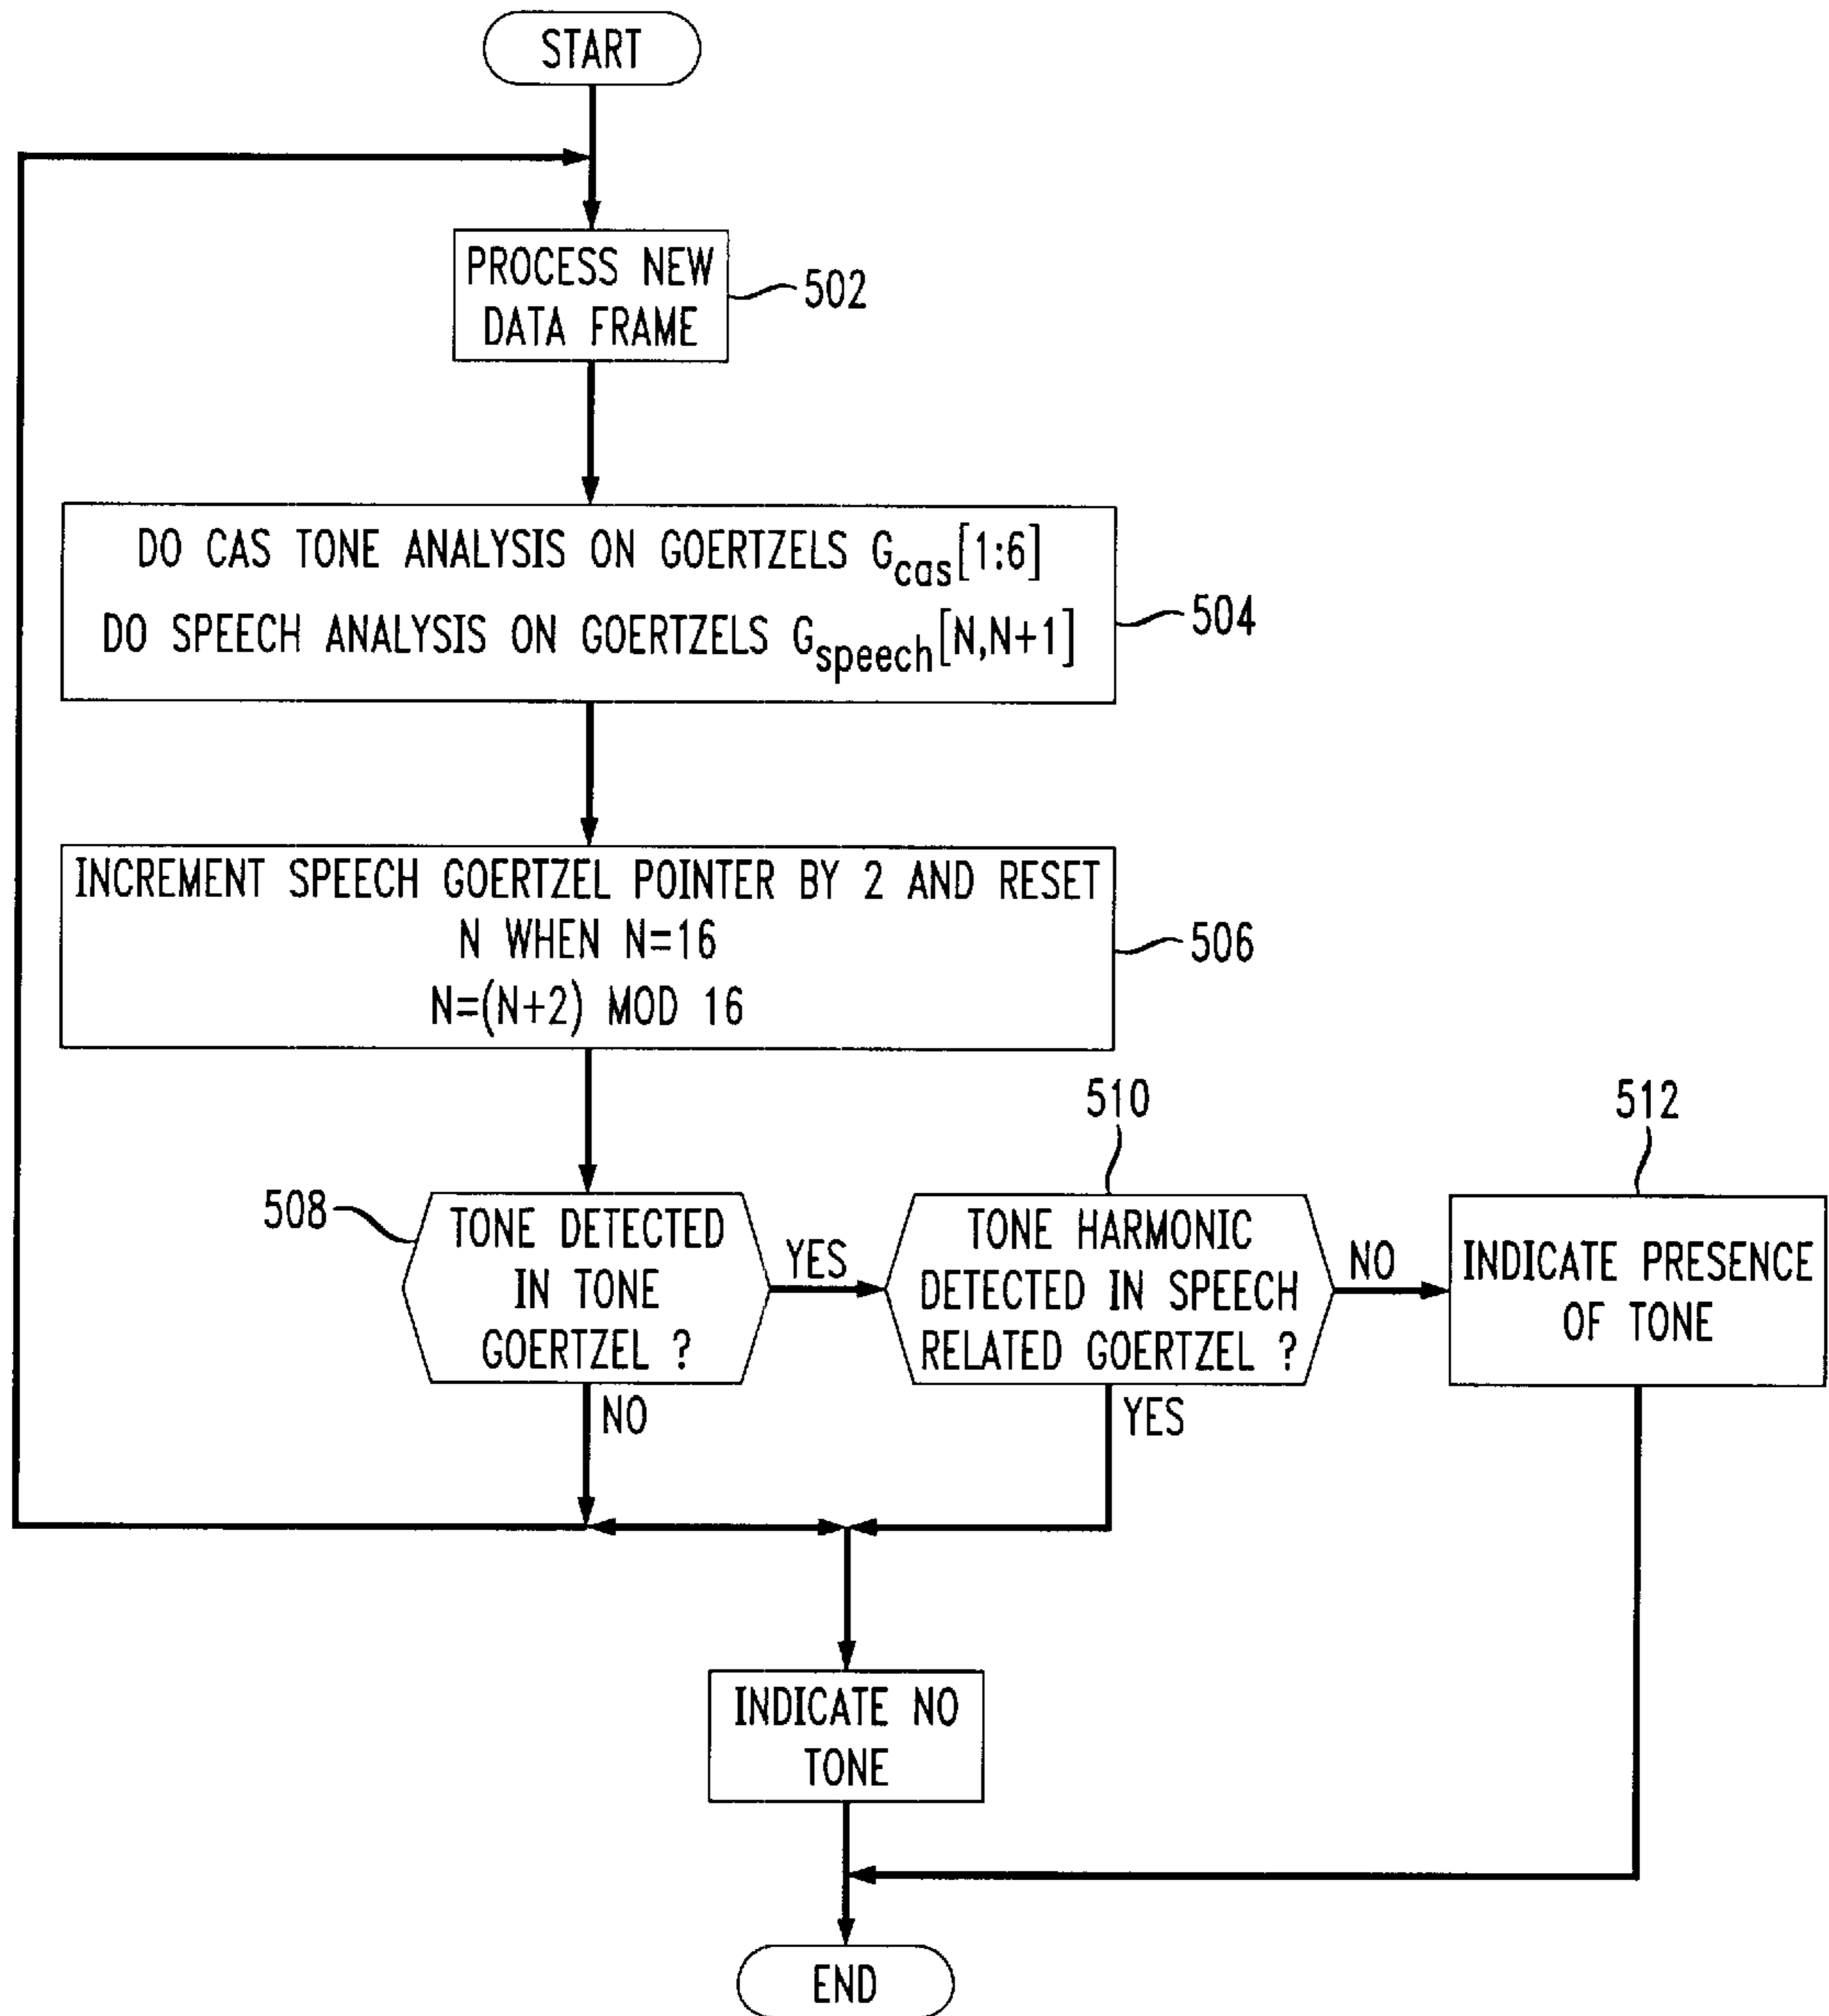 START
PROCESS NEW
DATA FRAME
502
DO CAS TONE ANALYSIS ON GOERTZELS Gcas[1:6]
DO SPEECH ANALYSIS ON GOERTZELS Gspeech[N,N+1]
504
INCREMENT SPEECH GOERTZEL POINTER BY 2 AND RESET
N WHEN N=16
N=(N+2) MOD 16
506
508
TONE DETECTED
IN TONE
GOERTZEL ?
YES
NO
510
TONE HARMONIC
DETECTED IN SPEECH
RELATED GOERTZEL ?
NO
YES
512
INDICATE PRESENCE
OF TONE
INDICATE NO
TONE
END